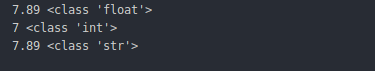 7.89 <class 'float'>
7 <class 'int'>
7.89 <class 'str'>